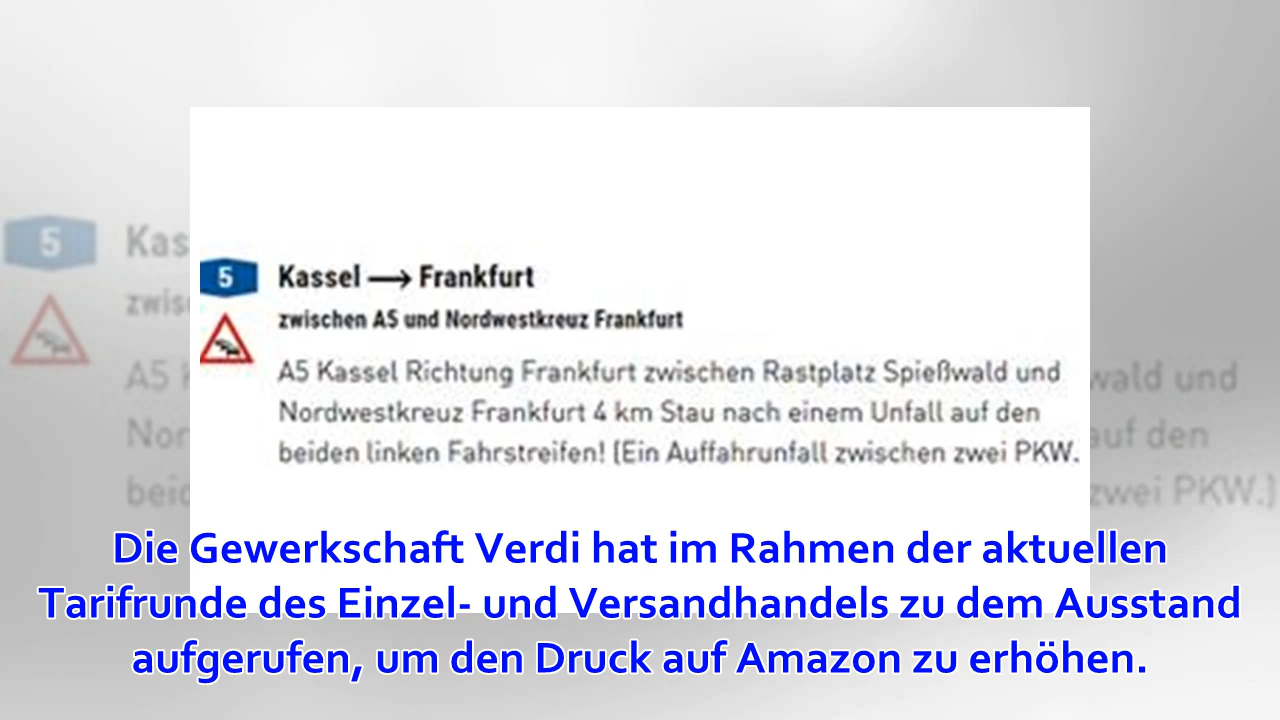 5 Kassel → Frankfurt
zwischen A5 und Nordwestkreuz Frankfurt
A5 Kassel Richtung Frankfurt zwischen Rastplatz Spießwald und
Nordwestkreuz Frankfurt 4 km Stau nach einem Unfall auf den
beiden linken Fahrstreifen! (Ein Auffahrunfall zwischen zwei PKW.
Die Gewerkschaft Verdi hat im Rahmen der aktuellen
Tarifrunde des Einzel- und Versandhandels zu dem Ausstand
aufgerufen, um den Druck auf Amazon zu erhöhen.